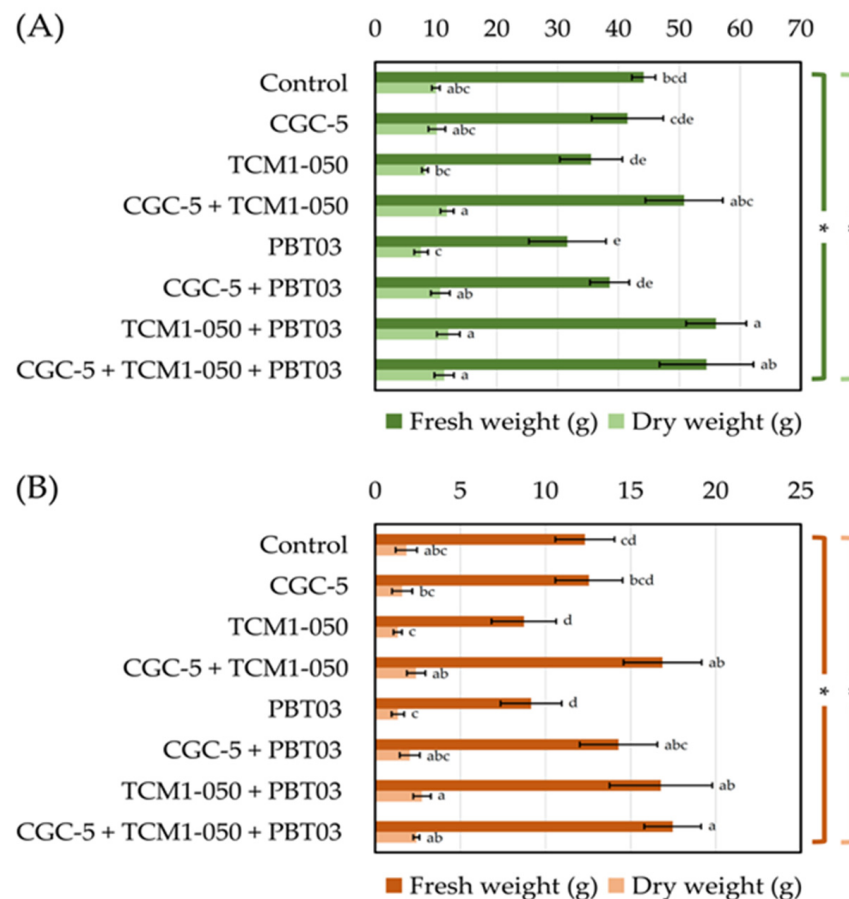 (A)
0 10 20 30 40 50 60 70
Control
bcd
abc
CGC-5
cde
abc
TCM1-050
de
bc
CGC-5 + TCM1-050
abc
a
*
PBT03
e
c
CGC-5 + PBT03
de
ab
TCM1-050 + PBT03
a
a
CGC-5 + TCM1-050 + PBT03
ab
a
Fresh weight (g) Dry weight (g)
(B)
0 5 10 15 20 25
Control
cd
abc
CGC-5
bcd
bc
TCM1-050
d
c
CGC-5 + TCM1-050
ab
ab
*
PBT03
d
c
CGC-5 + PBT03
abc
abc
TCM1-050 + PBT03
ab
a
CGC-5 + TCM1-050 + PBT03
a
ab
Fresh weight (g) Dry weight (g)